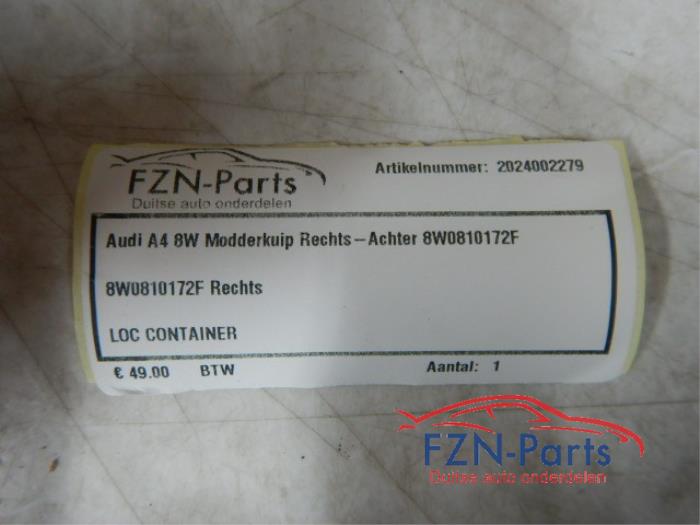 FZN-Parts
Duitse auto onderdelen
Artikelnummer: 2024002279
Audi A4 8W Modderkuip Rechts-Achter 8W0810172F
8W0810172F Rechts
LOC CONTAINER
€ 49.00 BTW
Aantal: 1
FZN-Parts
Duitse auto onderdelen